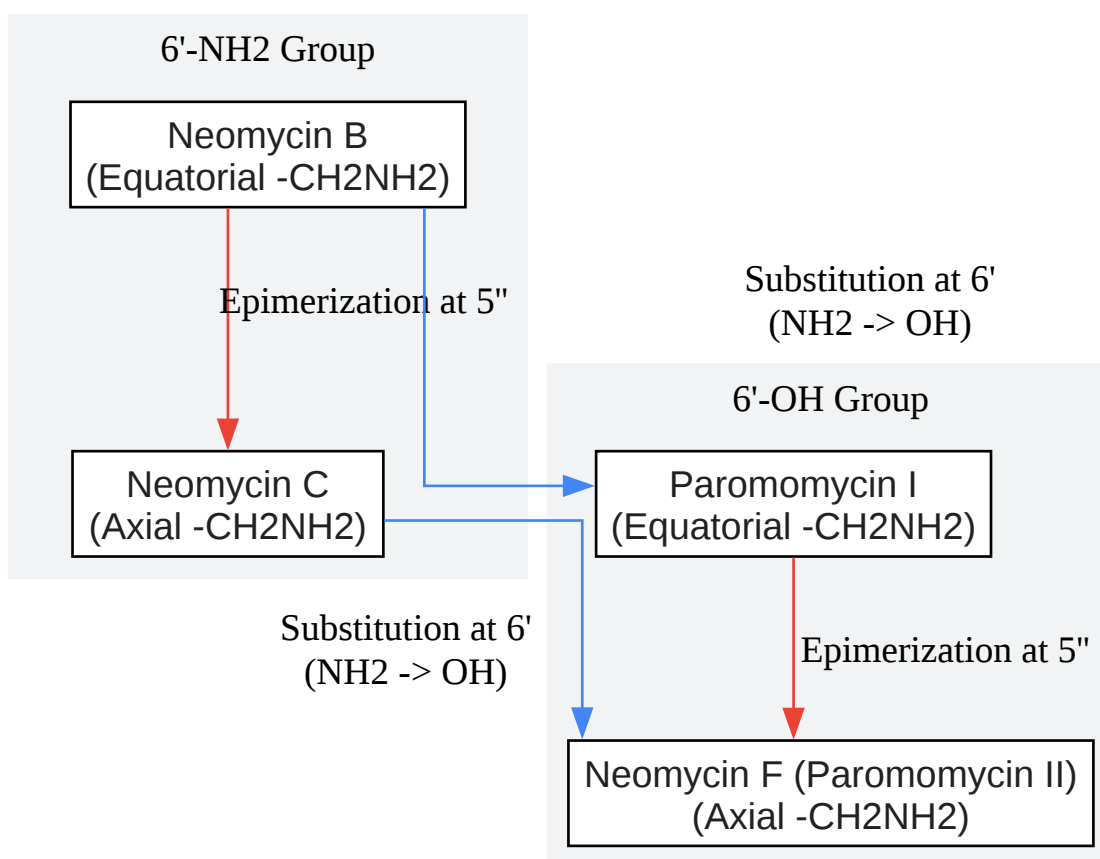 6'-NH2 Group
Neomycin B
(Equatorial -CH2NH2)
Epimerization at 5"
Substitution at 6'
(NH2 -> OH)
6'-OH Group
Neomycin C
(Axial -CH2NH2)
Paromomycin I
(Equatorial -CH2NH2)
Substitution at 6'
(NH2 -> OH)
Epimerization at 5"
Neomycin F (Paromomycin II)
(Axial -CH2NH2)